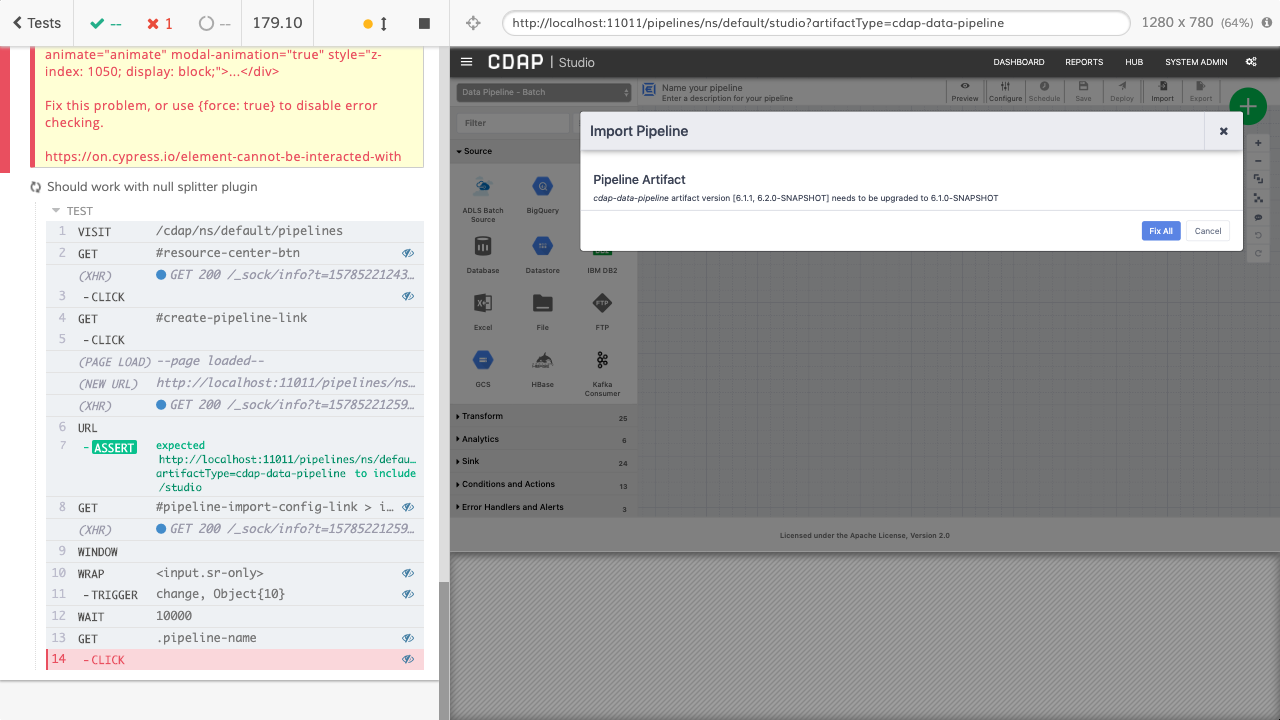 Tests
--
1
--
179.10
http://localhost:11011/pipelines/ns/default/studio?artifactType=cdap-data-pipeline
1280 x 780 (64%)
animate="animate" modal-animation="true" style="z-
index: 1050; display: block;">...</div>
Fix this problem, or use {force: true} to disable error
checking.
https://on.cypress.io/element-cannot-be-interacted-with
Should work with null splitter plugin
TEST
1 VISIT /cdap/ns/default/pipelines
2 GET #resource-center-btn
(XHR) GET 200 /_sock/info?t=15785221243...
3 -CLICK
4 GET #create-pipeline-link
5 -CLICK
(PAGE LOAD) --page loaded--
(NEW URL) http://localhost:11011/pipelines/ns...
(XHR) GET 200 /_sock/info?t=15785221259...
6 URL
7 -ASSERT expected
http://localhost:11011/pipelines/ns/defau...
artifactType=cdap-data-pipeline to include
/studio
8 GET #pipeline-import-config-link > i...
(XHR) GET 200 /_sock/info?t=15785221259...
9 WINDOW
10 WRAP <input.sr-only>
11 -TRIGGER change, Object{10}
12 WAIT 10000
13 GET .pipeline-name
14 -CLICK
CDAP | Studio
DASHBOARD REPORTS HUB SYSTEM ADMIN
Data Pipeline - Batch
Name your pipeline
Enter a description for your pipeline
Preview Configure Schedule Save Deploy Import Export
Filter
Import Pipeline
Pipeline Artifact
cdap-data-pipeline artifact version [6.1.1, 6.2.0-SNAPSHOT] needs to be upgraded to 6.1.0-SNAPSHOT
Fix All Cancel
Source
ADLS Batch
Source
BigQuery
Database Datastore IBM DB2
Excel File FTP
GCS HBase Kafka
Consumer
Transform 25
Analytics 6
Sink 24
Conditions and Actions 13
Error Handlers and Alerts 3
Licensed under the Apache License, Version 2.0